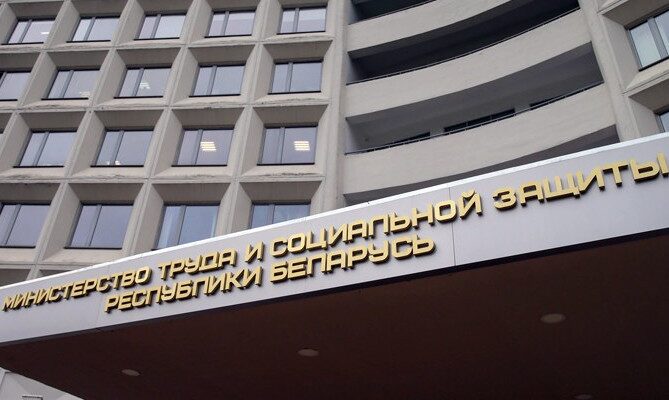 МИНИСТЕРСТВО ТРУДА И СОЦИАЛЬНОЙ ЗАЩИТЫ
РЕСПУБЛИКИ БЕЛАРУСЬ